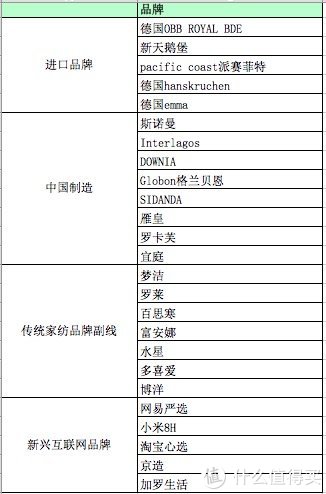 品牌
进口品牌
德国OBB ROYAL BDE
新天鹅堡
pacific coast派赛菲特
德国hanskruchen
德国emma
中国制造
斯诺曼
Interlagos
DOWNIA
Globon格兰贝恩
SIDANDA
雁皇
罗卡芙
宜庭
传统家纺品牌副线
梦洁
罗莱
百思寒
富安娜
水星
多喜爱
博洋
新兴互联网品牌
网易严选
小米8H
淘宝心选
京造
加罗生活
值 什么值得买